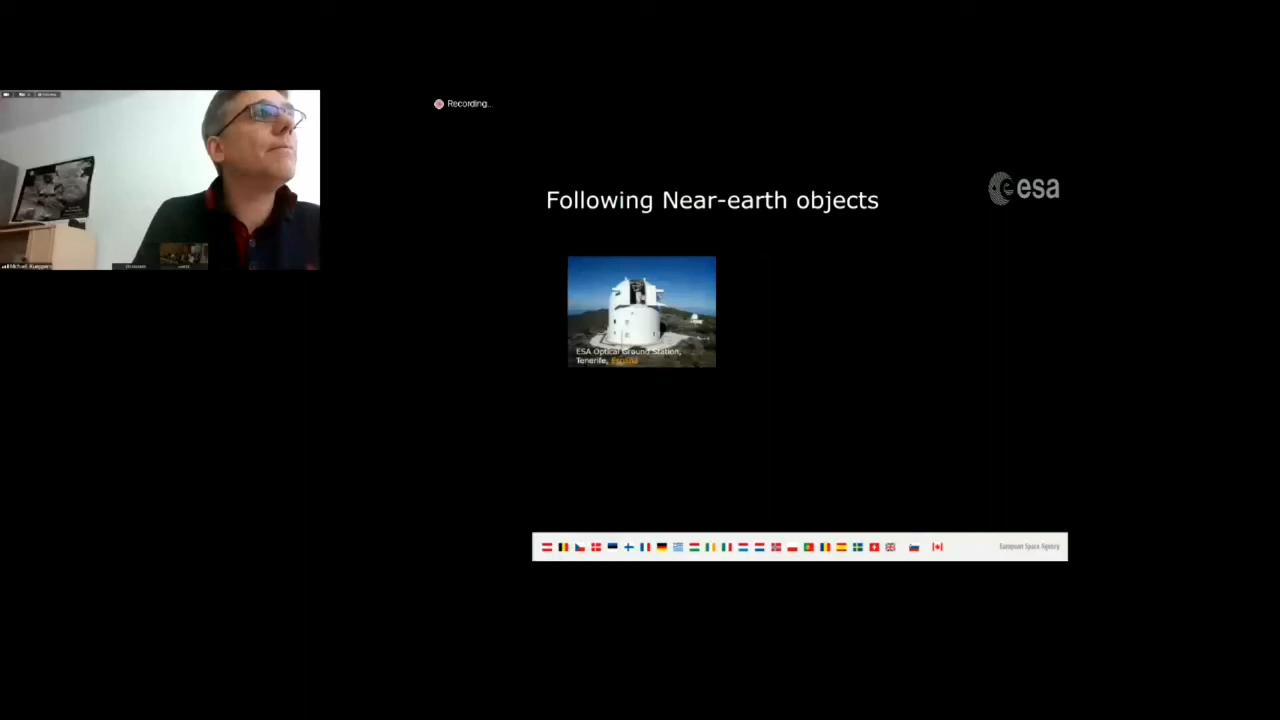 Recording...
esa
Following Near-earth objects
ESA Optical Ground Station,
Tenerife, España
European Space Agency